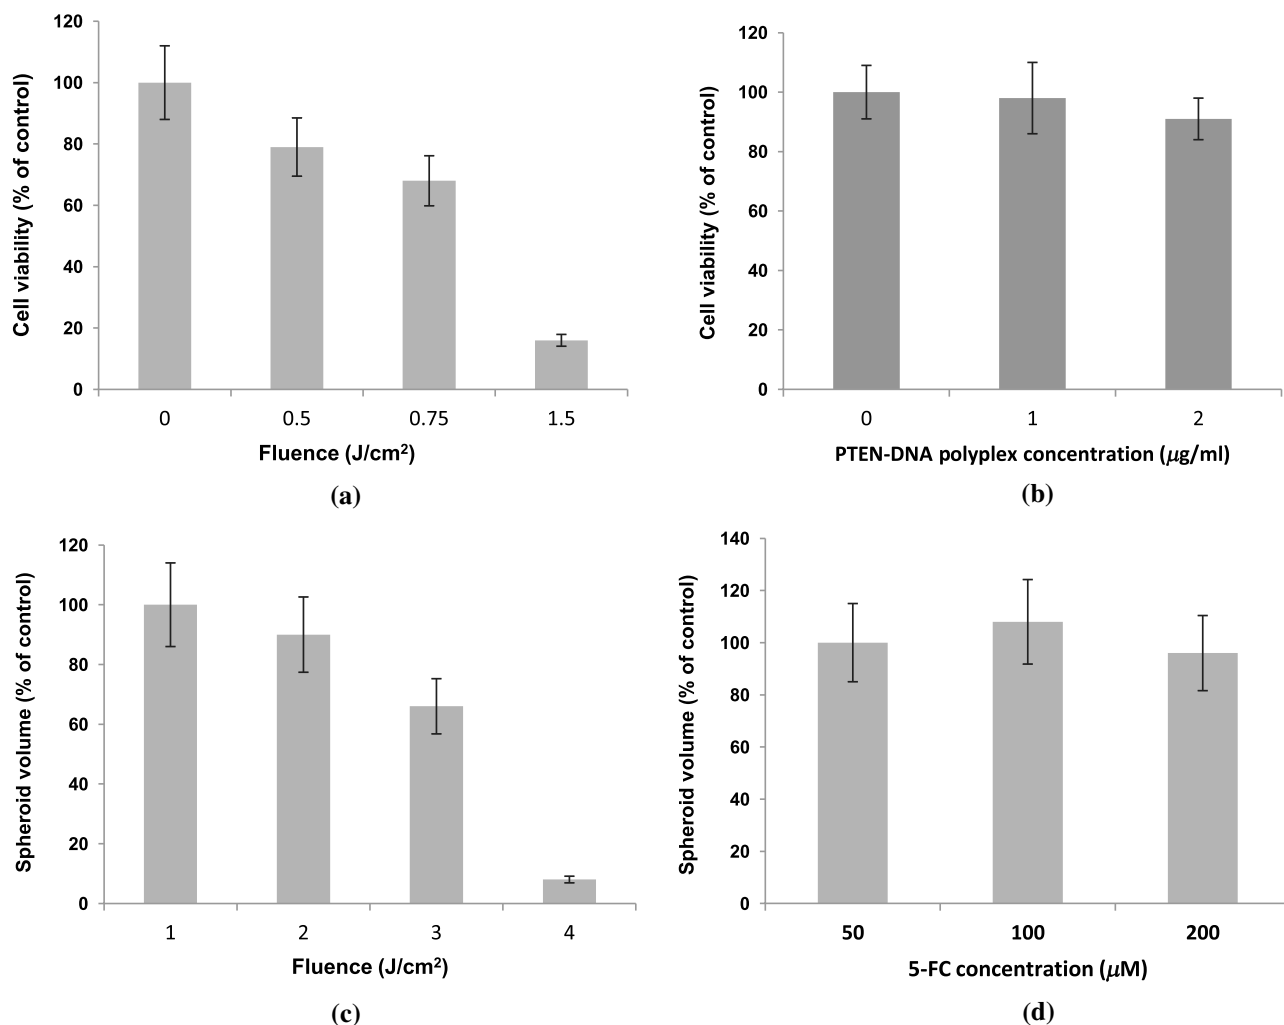 120
100
80
60
40
20
0
Cell viability (% of control)
0 0.5 0.75 1.5
Fluence (J/cm²)
(a)
120
100
80
60
40
20
0
Cell viability (% of control)
0 1 2
PTEN-DNA polyplex concentration (μg/ml)
(b)
120
100
80
60
40
20
0
Spheroid volume (% of control)
1 2 3 4
Fluence (J/cm²)
(c)
140
120
100
80
60
40
20
0
Spheroid volume (% of control)
50 100 200
5-FC concentration (μM)
(d)